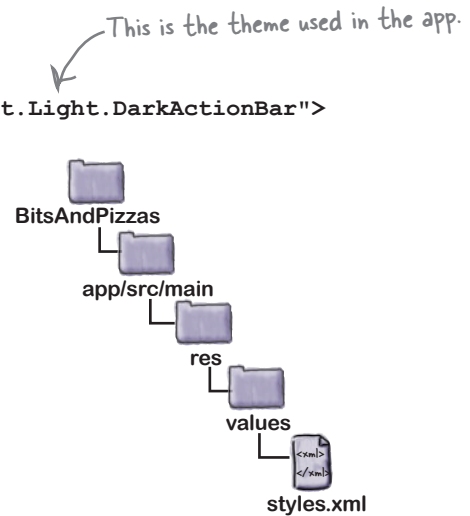 This is the theme used in the app.
t.Light.DarkActionBar">
BitsAndPizzas
app/src/main
res
values
<xml>
</xml>
styles.xml